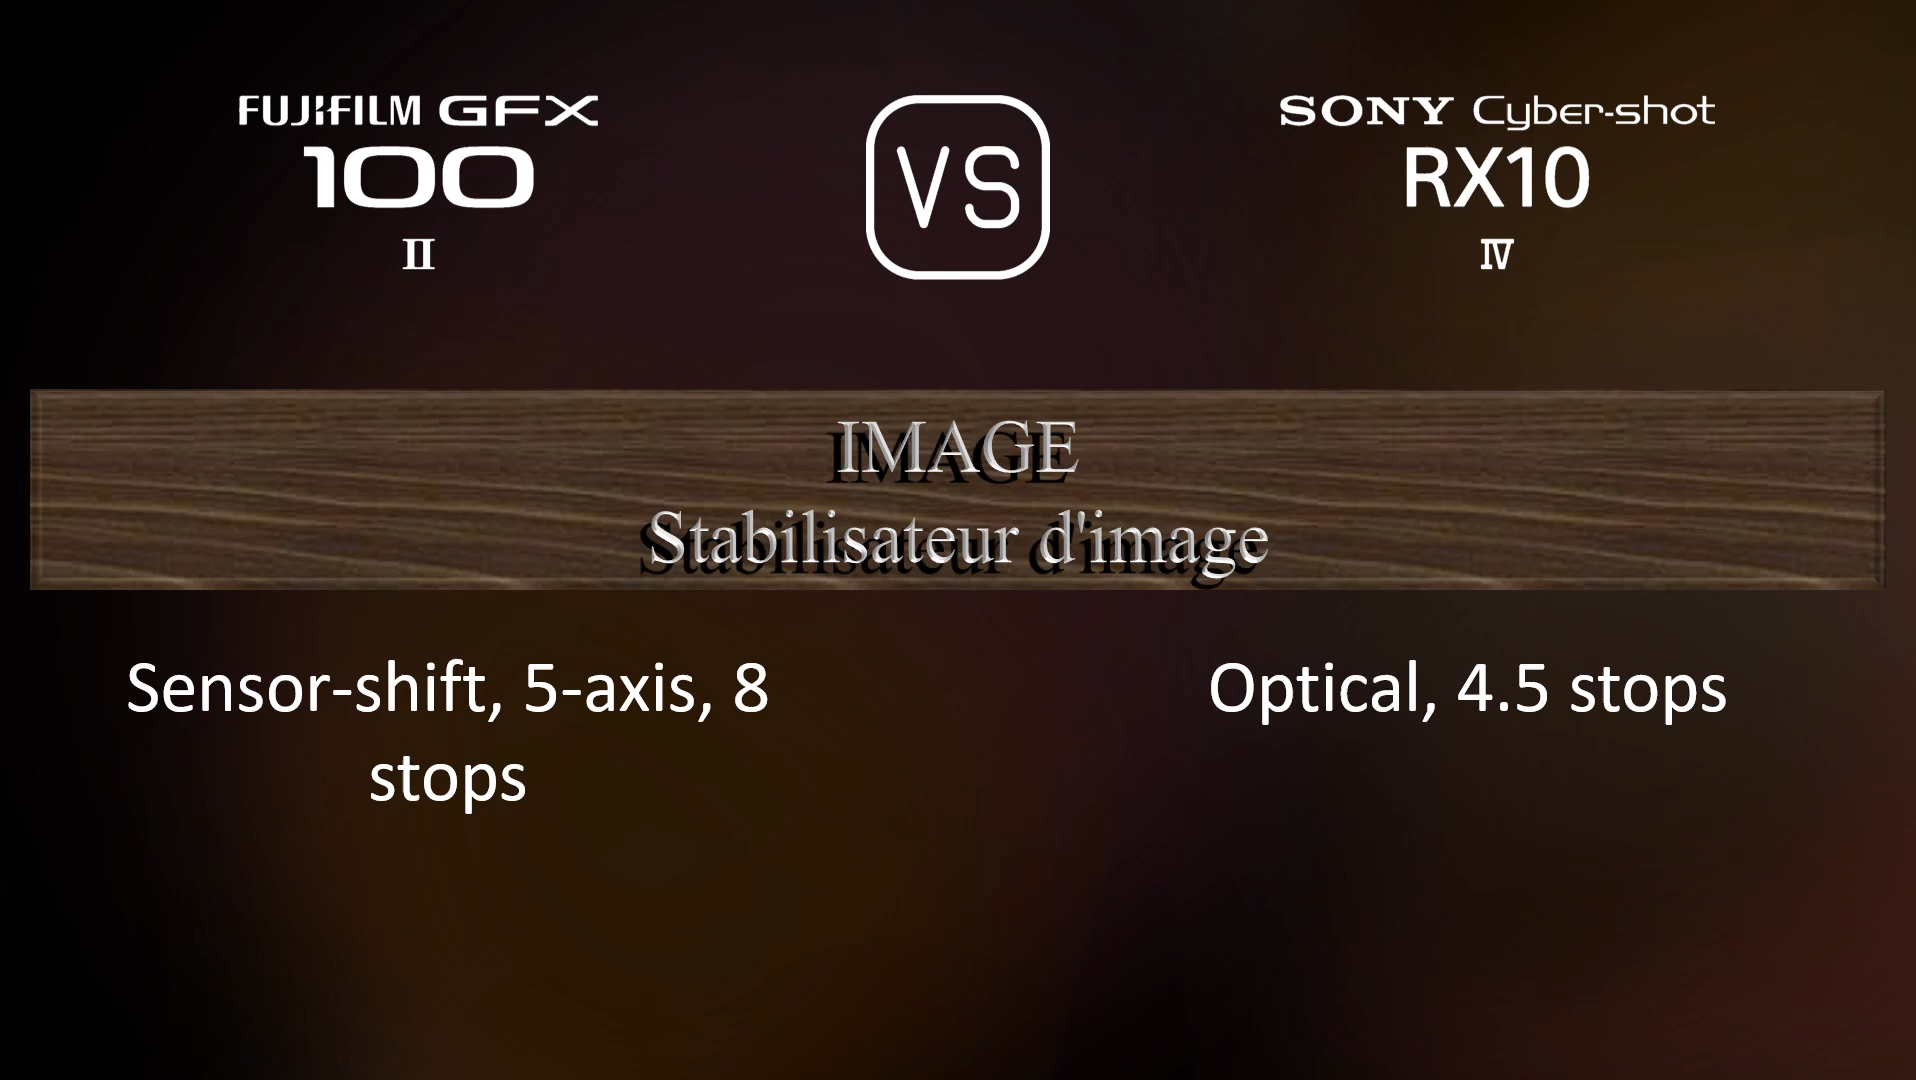 FUJIFILM GFX
100
II
VS
SONY Cyber-shot
RX10
IV
IMAGE
Stabilisateur d'image
Sensor-shift, 5-axis, 8
stops
Optical, 4.5 stops